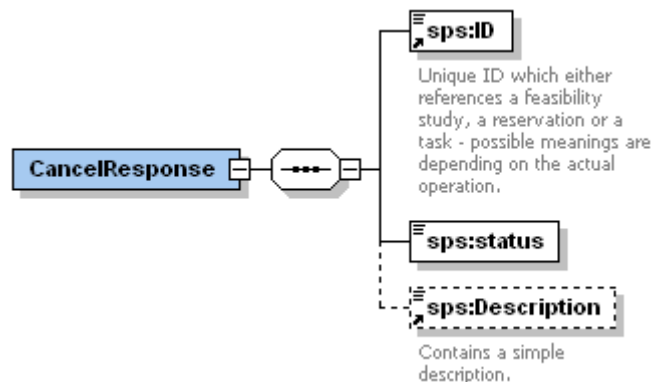 sps:ID
Unique ID which either
references a feasibility
study, a reservation or a
task - possible meanings are
depending on the actual
operation.
CancelResponse
sps:status
sps:Description
Contains a simple
description.